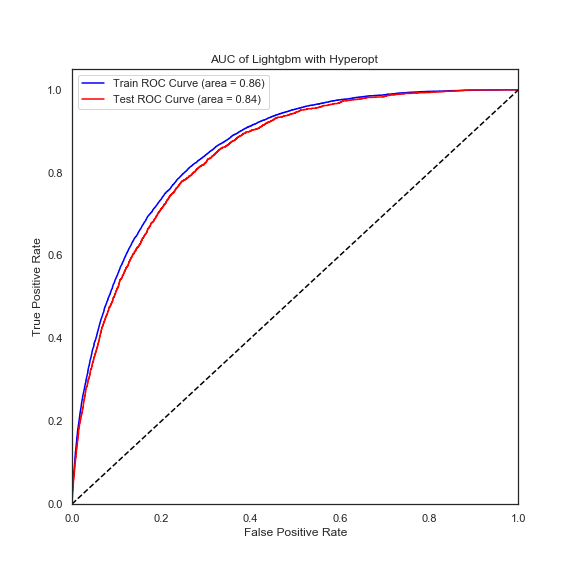 AUC of Lightgbm with Hyperopt
Train ROC Curve (area = 0.86)
Test ROC Curve (area = 0.84)
True Positive Rate
1.0
0.8
0.6
0.4
0.2
0.0
0.0 0.2 0.4 0.6 0.8 1.0
False Positive Rate